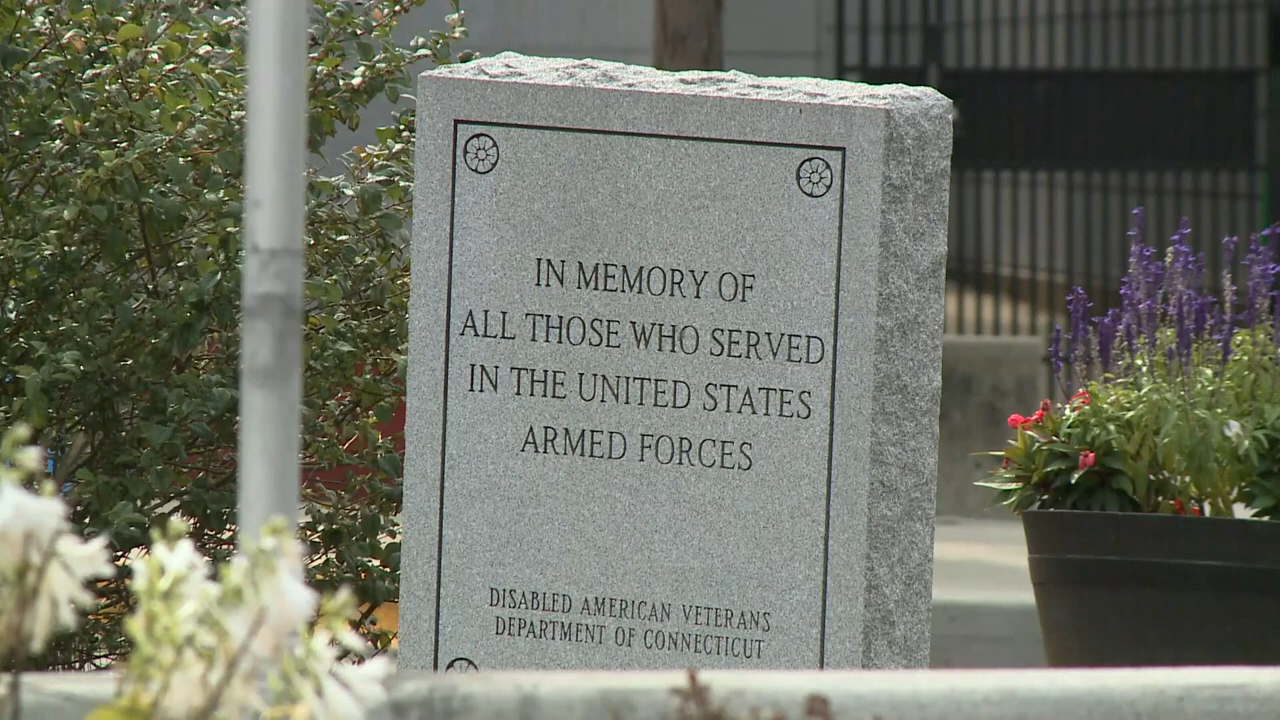 IN MEMORY OF
ALL THOSE WHO SERVED
IN THE UNITED STATES
ARMED FORCES
DISABLED AMERICAN VETERANS
DEPARTMENT OF CONNECTICUT